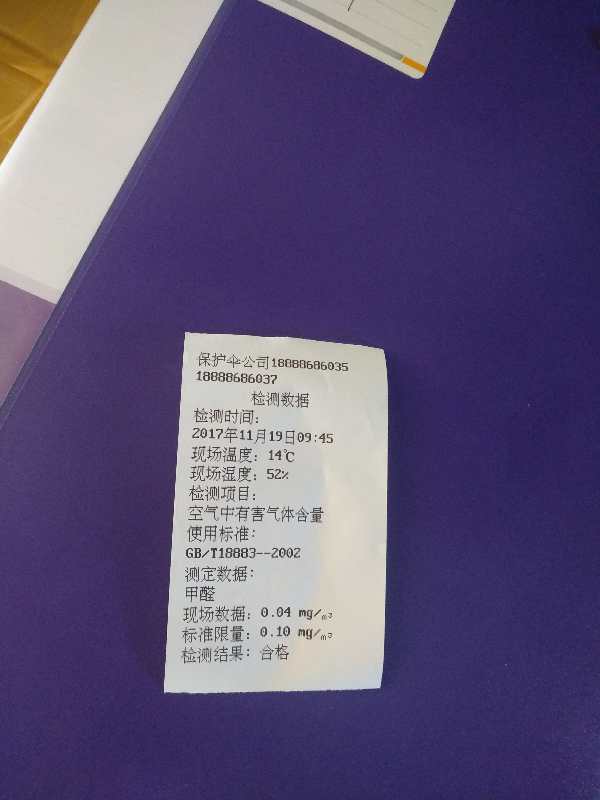 保护伞公司18888686035
18888686037
检测数据
检测时间:
2017年11月19日09:45
现场温度: 14℃
现场湿度: 52%
检测项目:
空气中有害气体含量
使用标准:
GB/T18883--2002
测定数据:
甲醛
现场数据: 0.04 mg/m³
标准限量: 0.10 mg/m³
检测结果: 合格